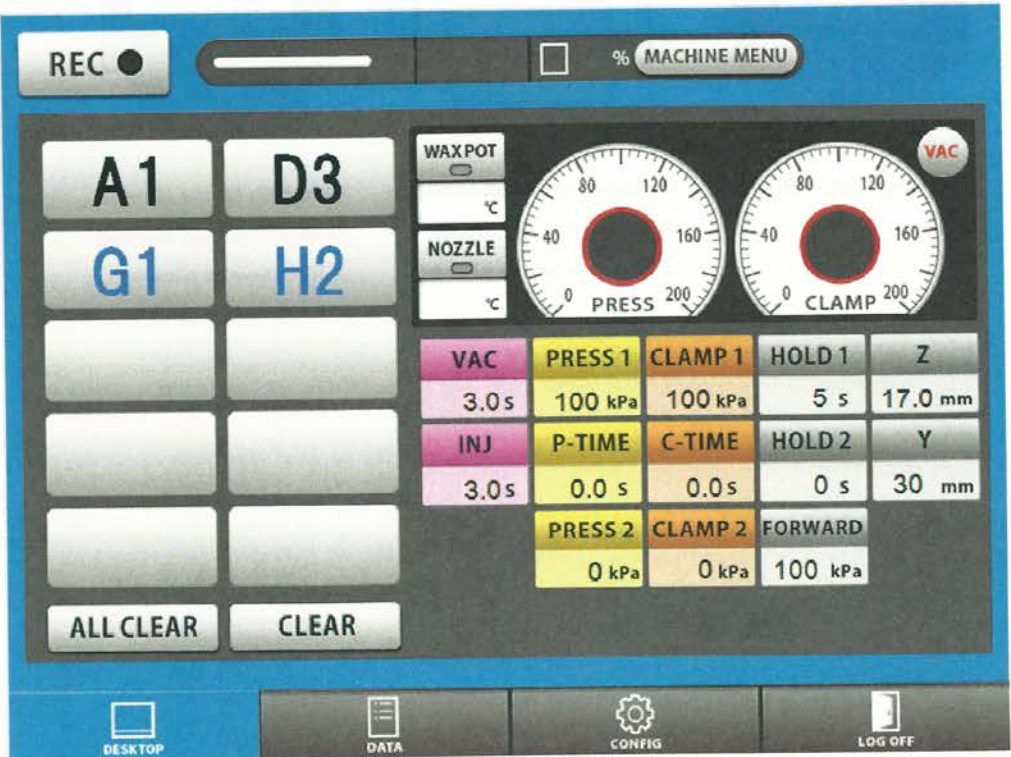 REC
% MACHINE MENU
A1 D3
G1 H2
ALL CLEAR CLEAR
WAX POT
℃
NOZZLE
℃
80 120
40 160
0 PRESS 200
80 120
40 160
0 CLAMP 200
VAC
VAC PRESS 1 CLAMP 1 HOLD 1 Z
3.0 s 100 kPa 100 kPa 5 s 17.0 mm
INJ P-TIME C-TIME HOLD 2 Y
3.0 s 0.0 s 0.0 s 0 s 30 mm
PRESS 2 CLAMP 2 FORWARD
0 kPa 0 kPa 100 kPa
DESKTOP DATA CONFIG LOG OFF